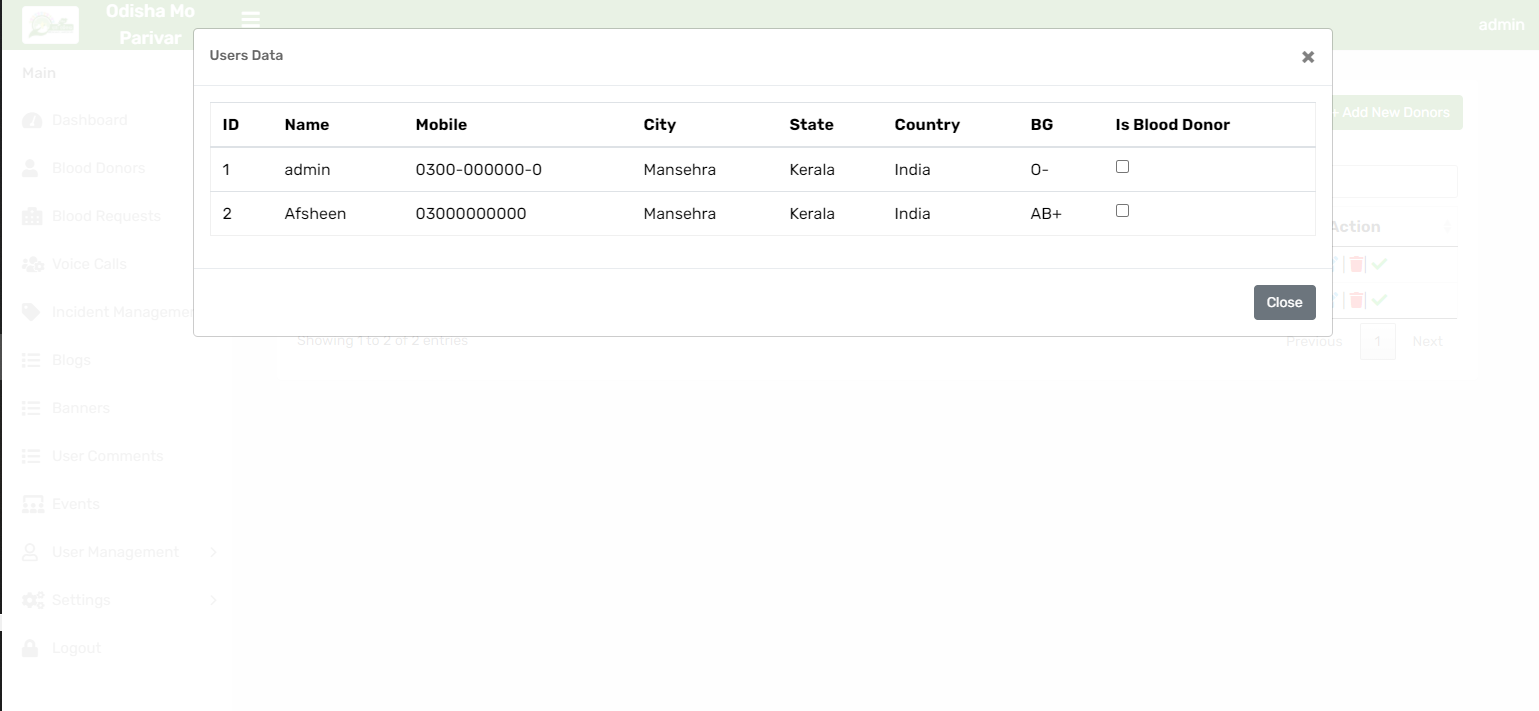 Odisha Mo
Parivar
admin
Users Data
×
Main
ID Name Mobile City State Country BG Is Blood Donor
+ Add New Donors
Dashboard
1 admin 0300-000000-0 Mansehra Kerala India O-
Blood Donors
2 Afsheen 03000000000 Mansehra Kerala India AB+
Blood Requests
Action
Voice Calls
Close
Incident Managemen
Showing 1 to 2 of 2 entries
Previous 1 Next
Blogs
Banners
User Comments
Events
User Management
Settings
Logout